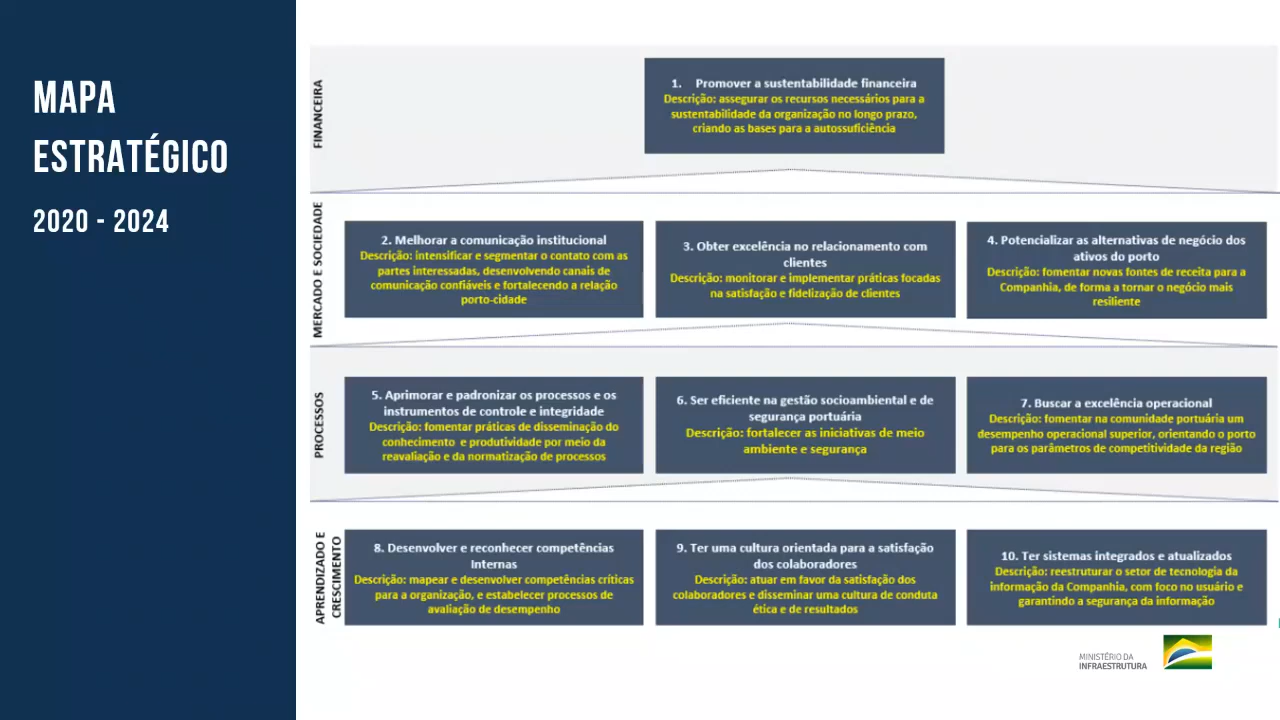 MAPA
ESTRATÉGICO
2020 - 2024
FINANCEIRA
1. Promover a sustentabilidade financeira
Descrição: assegurar os recursos necessários para a
sustentabilidade da organização no longo prazo,
criando as bases para a autossuficiência
MERCADO E SOCIEDADE
2. Melhorar a comunicação institucional
Descrição: intensificar e segmentar o contato com as
partes interessadas, desenvolvendo canais de
comunicação confiáveis e fortalecendo a relação
porto-cidade
3. Obter excelência no relacionamento com
clientes
Descrição: monitorar e implementar práticas focadas
na satisfação e fidelização de clientes
4. Potencializar as alternativas de negócio dos
ativos do porto
Descrição: fomentar novas fontes de receita para a
Companhia, de forma a tornar o negócio mais
resiliente
PROCESSOS
5. Aprimorar e padronizar os processos e os
instrumentos de controle e integridade
Descrição: fomentar práticas de disseminação do
conhecimento e produtividade por meio da
reavaliação e da normatização de processos
6. Ser eficiente na gestão socioambiental e de
segurança portuária
Descrição: fortalecer as iniciativas de meio
ambiente e segurança
7. Buscar a excelência operacional
Descrição: fomentar na comunidade portuária um
desempenho operacional superior, orientando o porto
para os parâmetros de competitividade da região
APRENDIZADO E
CRESCIMENTO
8. Desenvolver e reconhecer competências
Internas
Descrição: mapear e desenvolver competências críticas
para a organização, e estabelecer processos de
avaliação de desempenho
9. Ter uma cultura orientada para a satisfação
dos colaboradores
Descrição: atuar em favor da satisfação dos
colaboradores e disseminar uma cultura de conduta
ética e de resultados
10. Ter sistemas integrados e atualizados
Descrição: reestruturar o setor de tecnologia da
informação da Companhia, com foco no usuário e
garantindo a segurança da informação
MINISTÉRIO DA
INFRAESTRUTURA